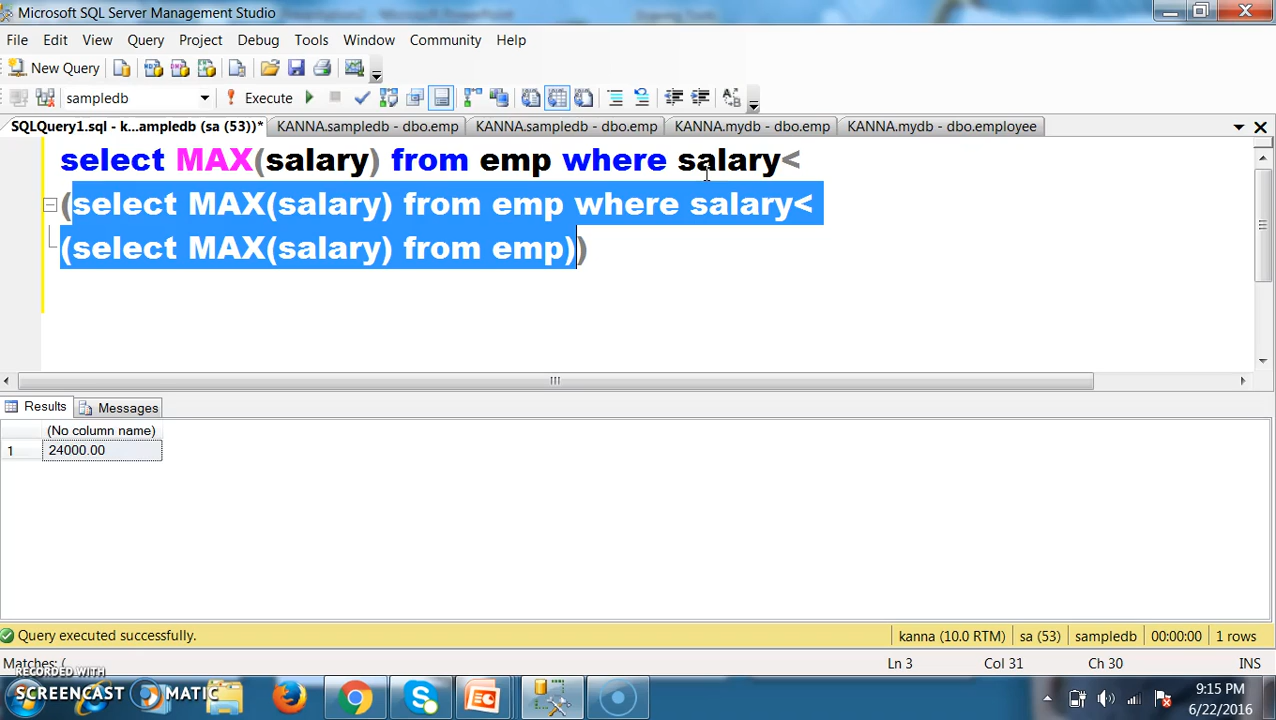 Microsoft SQL Server Management Studio
File Edit View Query Project Debug Tools Window Community Help
New Query
sampledb Execute
SQLQuery1.sql - k...ampledb (sa (53))* KANNA.sampledb - dbo.emp KANNA.sampledb - dbo.emp KANNA.mydb - dbo.emp KANNA.mydb - dbo.employee
select MAX(salary) from emp where salary<
(select MAX(salary) from emp where salary<
(select MAX(salary) from emp))
Results Messages
(No column name)
1 24000.00
Query executed successfully. kanna (10.0 RTM) sa (53) sampledb 00:00:00 1 rows
Matches: ( Ln 3 Col 31 Ch 30 INS
RECORDED WITH
SCREENCAST MATIC
9:15 PM
6/22/2016